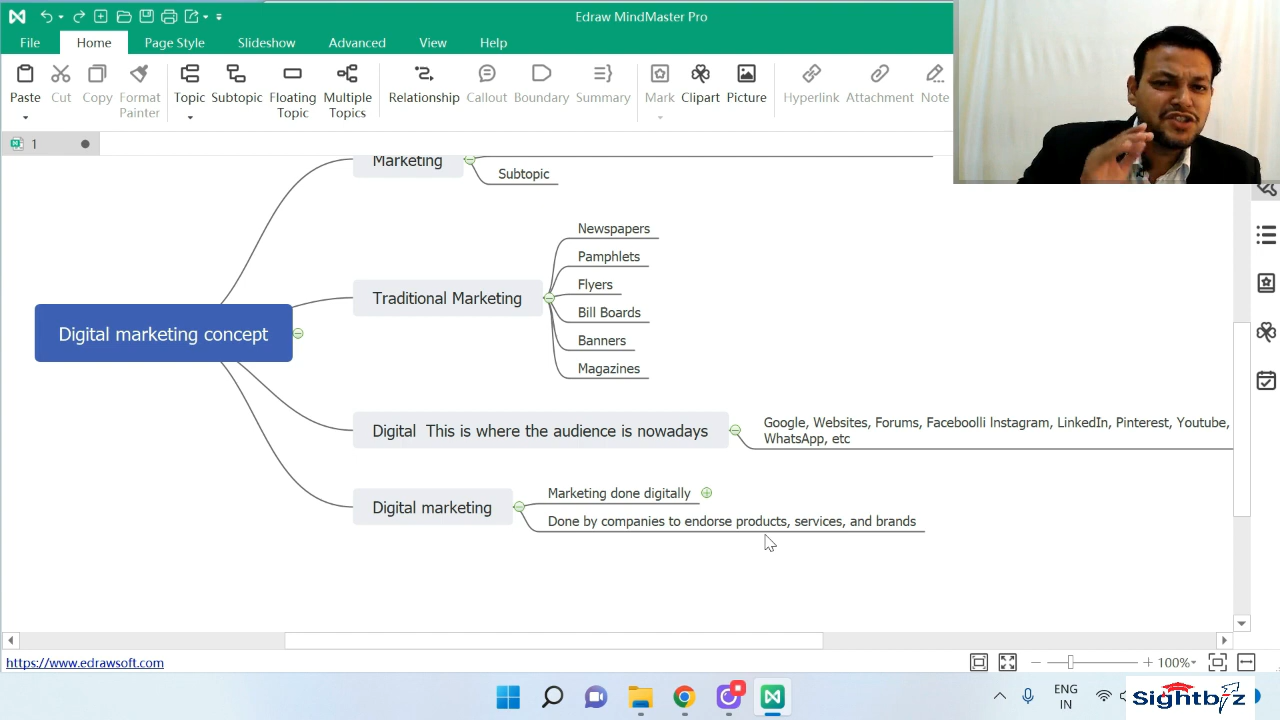 Edraw MindMaster Pro
File Home Page Style Slideshow Advanced View Help
Paste Cut Copy Format Painter Topic Subtopic Floating Topic Multiple Topics Relationship Callout Boundary Summary Mark Clipart Picture Hyperlink Attachment Note
1
Marketing
Subtopic
Newspapers
Pamphlets
Flyers
Traditional Marketing
Bill Boards
Banners
Magazines
Digital marketing concept
Digital This is where the audience is nowadays
Google, Websites, Forums, Faceboolli Instagram, LinkedIn, Pinterest, Youtube,
WhatsApp, etc
Marketing done digitally
Digital marketing
Done by companies to endorse products, services, and brands
https://www.edrawsoft.com
100%
ENG
IN
Sightbiz